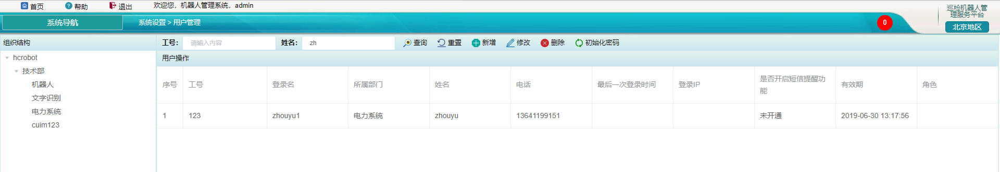 首页 帮助 退出 欢迎您，机器人管理系统，admin
巡检机器人管
理服务平台
系统导航 系统设置 > 用户管理 0
北京地区
组织结构 工号: 请输入内容 姓名: zh 查询 重置 新增 修改 删除 初始化密码
hcrobot
技术部
机器人
文字识别
电力系统
cuim123
用户操作
序号 工号 登录名 所属部门 姓名 电话 最后一次登录时间 登录IP 是否开启短信提醒功
能 有效期 角色
1 123 zhouyu1 电力系统 zhouyu 13641199151 未开通 2019-06-30 13:17:56